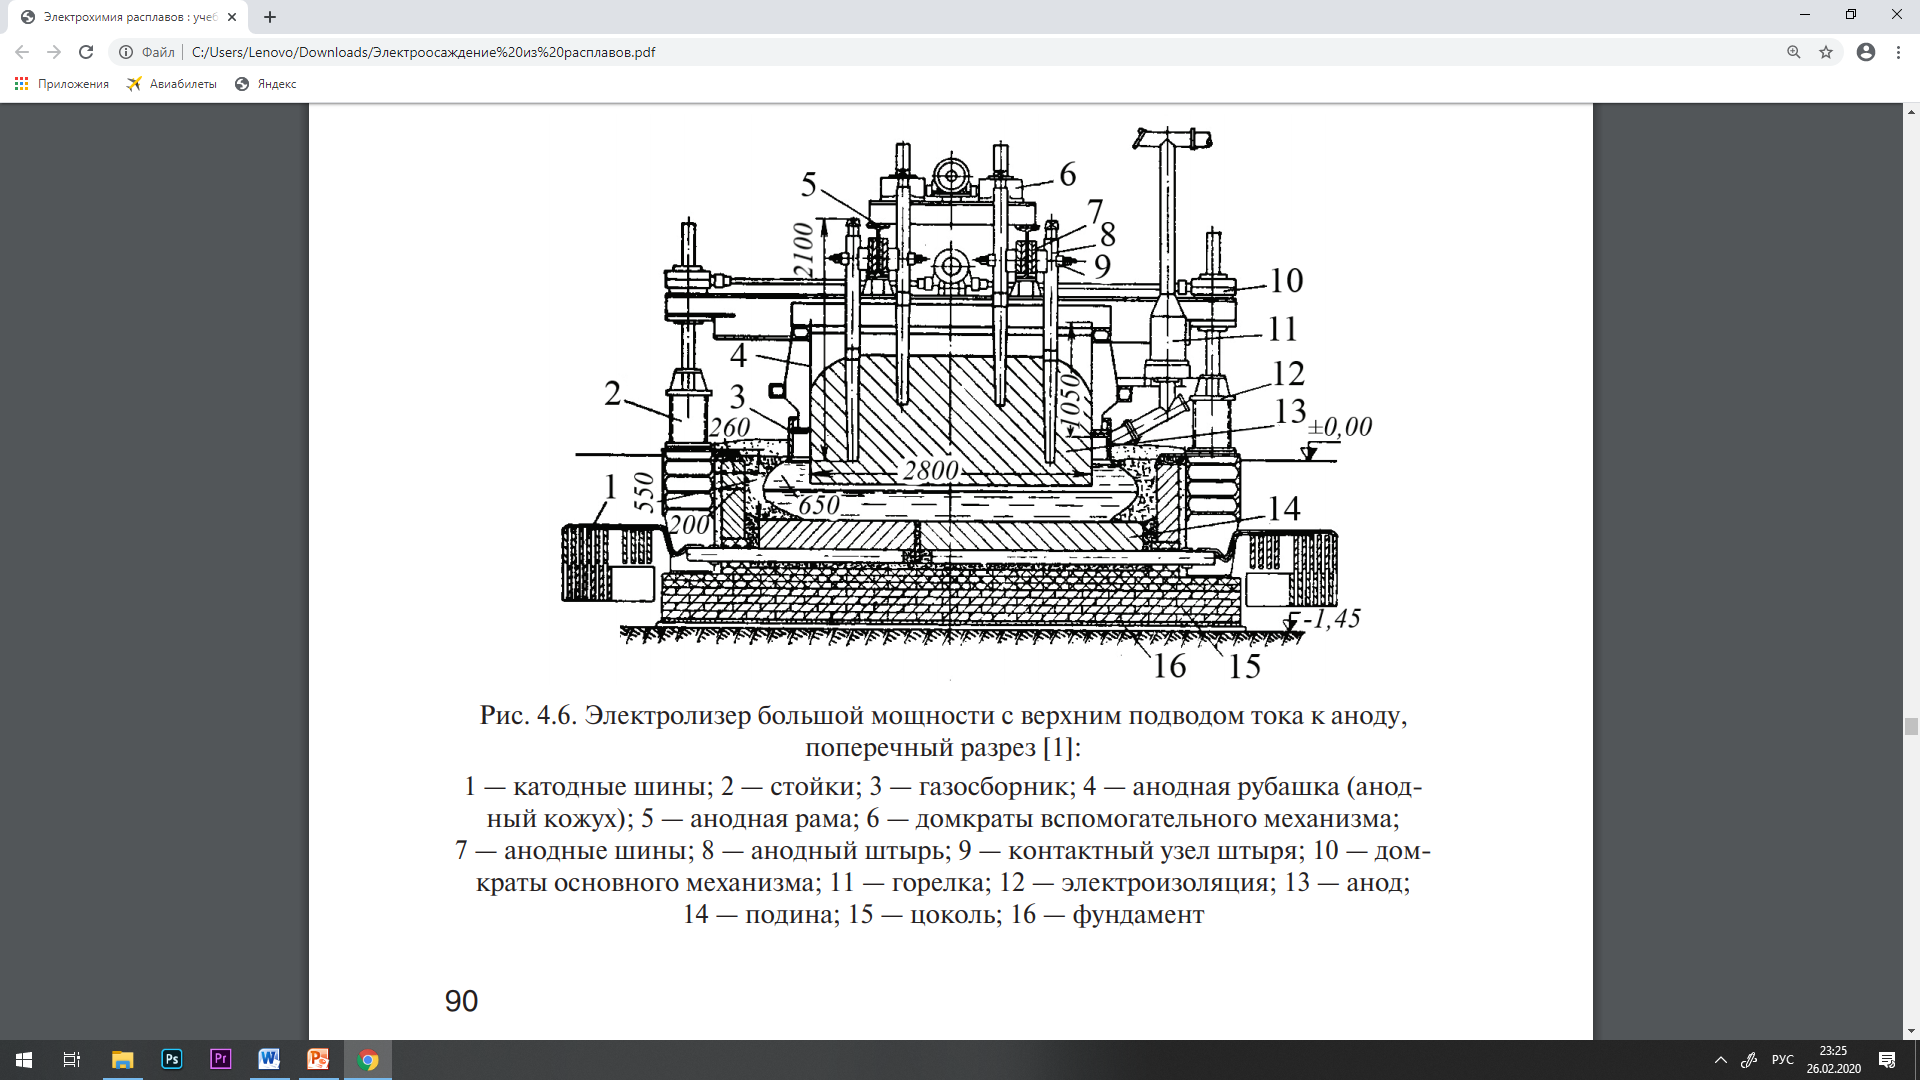 Электрохимия расплавов : учеб
Файл
C:/Users/Lenovo/Downloads/Электроосаждение%20из%20расплавов.pdf
Приложения Авиабилеты Яндекс
5 6
7
2100 8
9
10
11
4
12
2 3 1050 13
260 ±0,00
2800
1 550 650
200 14
-1,45
16 15
Рис. 4.6. Электролизер большой мощности с верхним подводом тока к аноду,
поперечный разрез [1]:
1 — катодные шины; 2 — стойки; 3 — газосборник; 4 — анодная рубашка (анод-
ный кожух); 5 — анодная рама; 6 — домкраты вспомогательного механизма;
7 — анодные шины; 8 — анодный штырь; 9 — контактный узел штыря; 10 — дом-
краты основного механизма; 11 — горелка; 12 — электроизоляция; 13 — анод;
14 — подина; 15 — цоколь; 16 — фундамент
90
Ps Pr W P
РУС
23:25
26.02.2020